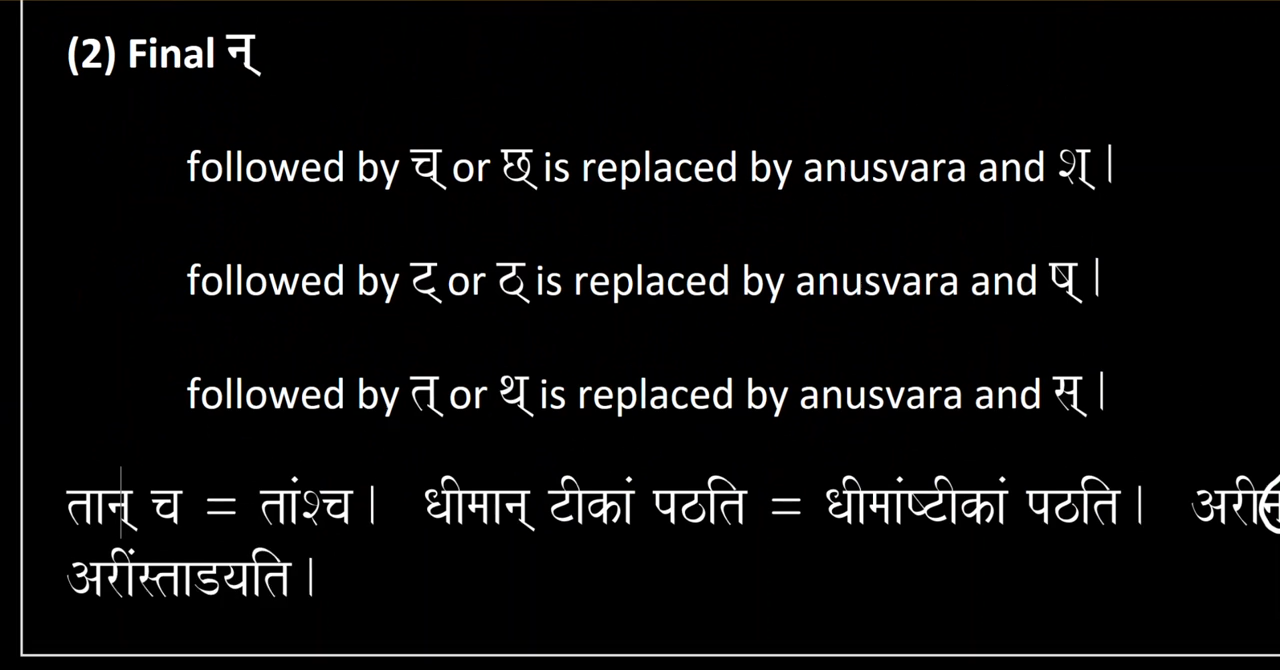 (2) Final न्
followed by च् or छ् is replaced by anusvara and श् ।
followed by ट् or ठ् is replaced by anusvara and ष् ।
followed by त् or थ् is replaced by anusvara and स् ।
तान् च = तांश्च । धीमान् टीकां पठति = धीमांष्टीकां पठति ।
अरींस्ताडयति ।